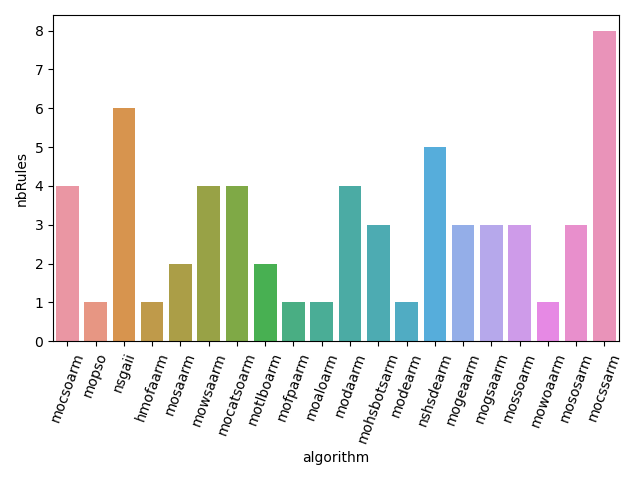 nbRules
8
7
6
5
4
3
2
1
0
mocsoarm
mopso
nsgaii
hmofaarm
mosaarm
mowsaarm
mocatsoarm
motlboarm
mofpaarm
moaloarm
modaarm
mohsbotsarm
modearm
nshsdearm
mogeaarm
mogsaarm
mossoarm
mowoaarm
mososarm
mocssarm
algorithm